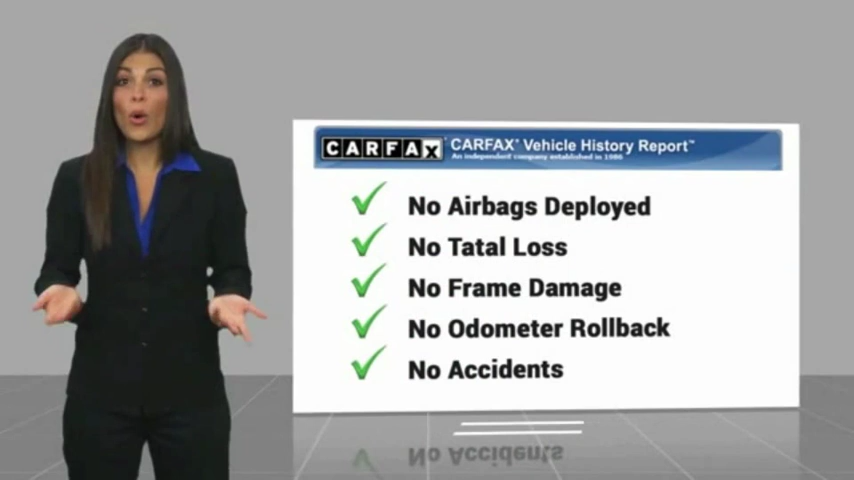 CARFAX CARFAX® Vehicle History Report™
An independent company established in 1986
No Airbags Deployed
No Tatal Loss
No Frame Damage
No Odometer Rollback
No Accidents
No Accidents